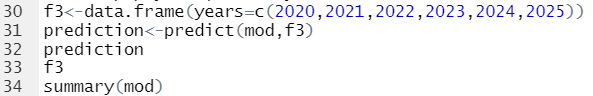 30 f3<-data.frame(years=c(2020,2021,2022,2023,2024,2025))
31 prediction<-predict(mod,f3)
32 prediction
33 f3
34 summary(mod)